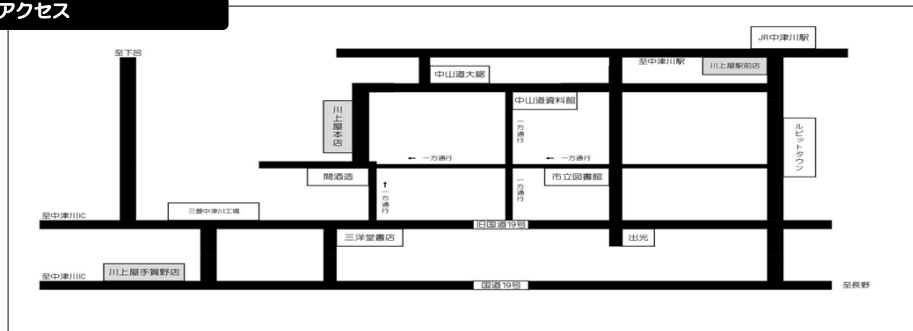 アクセス
JR中津川駅
至下呂
至中津川駅
川上屋駅前店
中山道大鋸
中山道資料館
川上屋本店
一方通行
ルビットタウン
← 一方通行
← 一方通行
間酒造
市立図書館
↑一方通行
一方通行
三菱中津川工場
至中津川IC
旧国道19号
三洋堂書店
出光
川上屋手賀野店
至中津川IC
国道19号
至長野